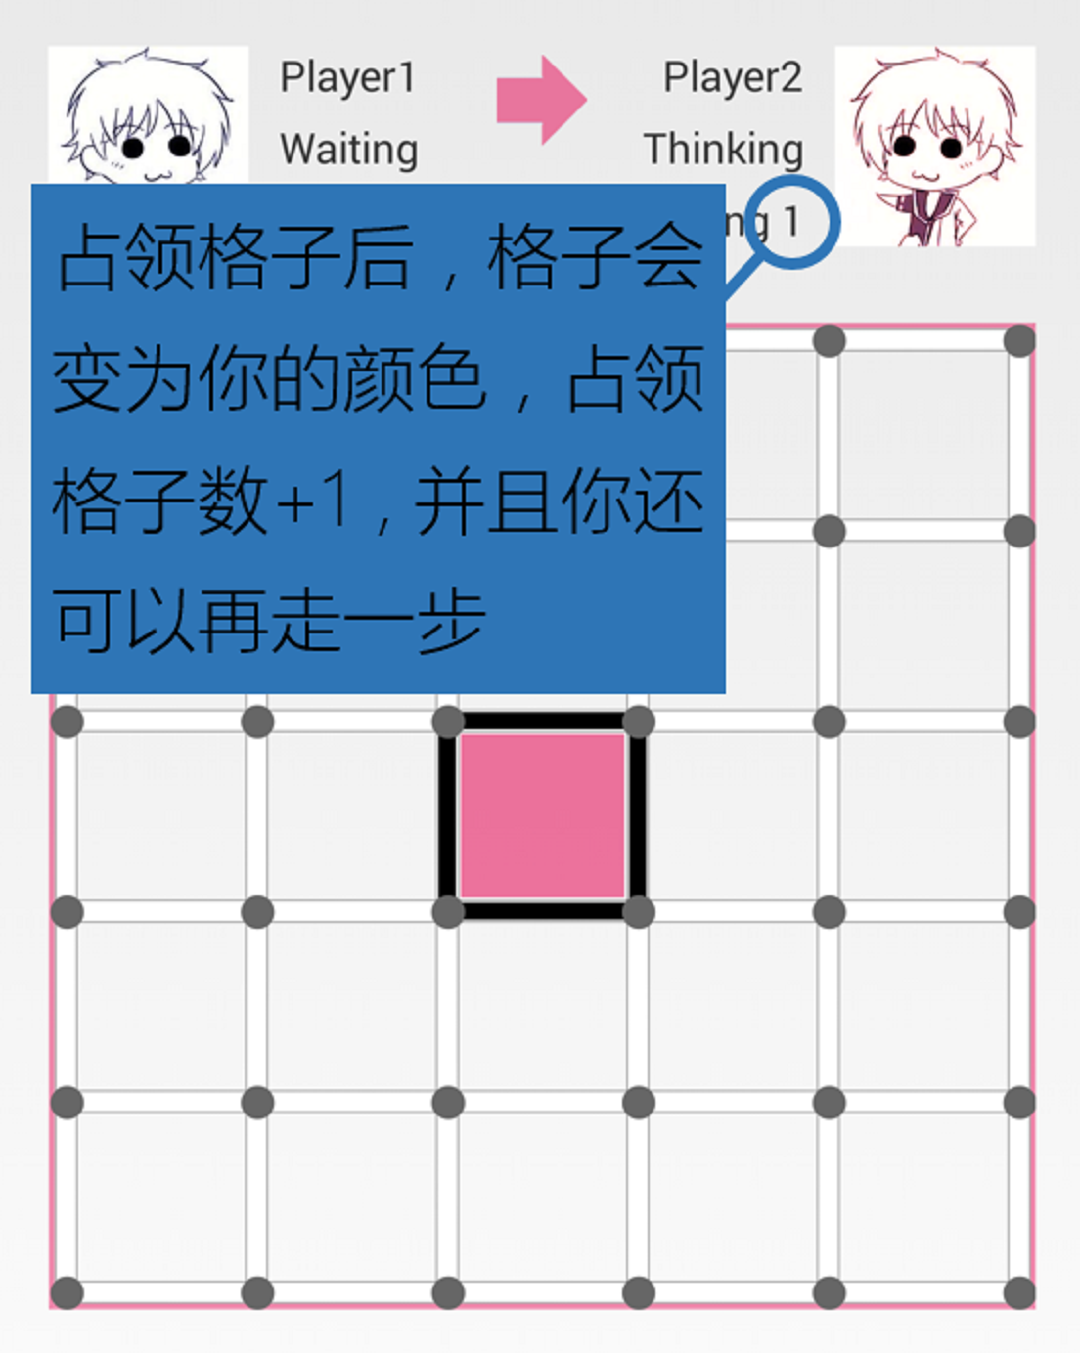 Player1
Player2
Waiting
Thinking
ng 1
占领格子后，格子会
变为你的颜色，占领
格子数+1，并且你还
可以再走一步